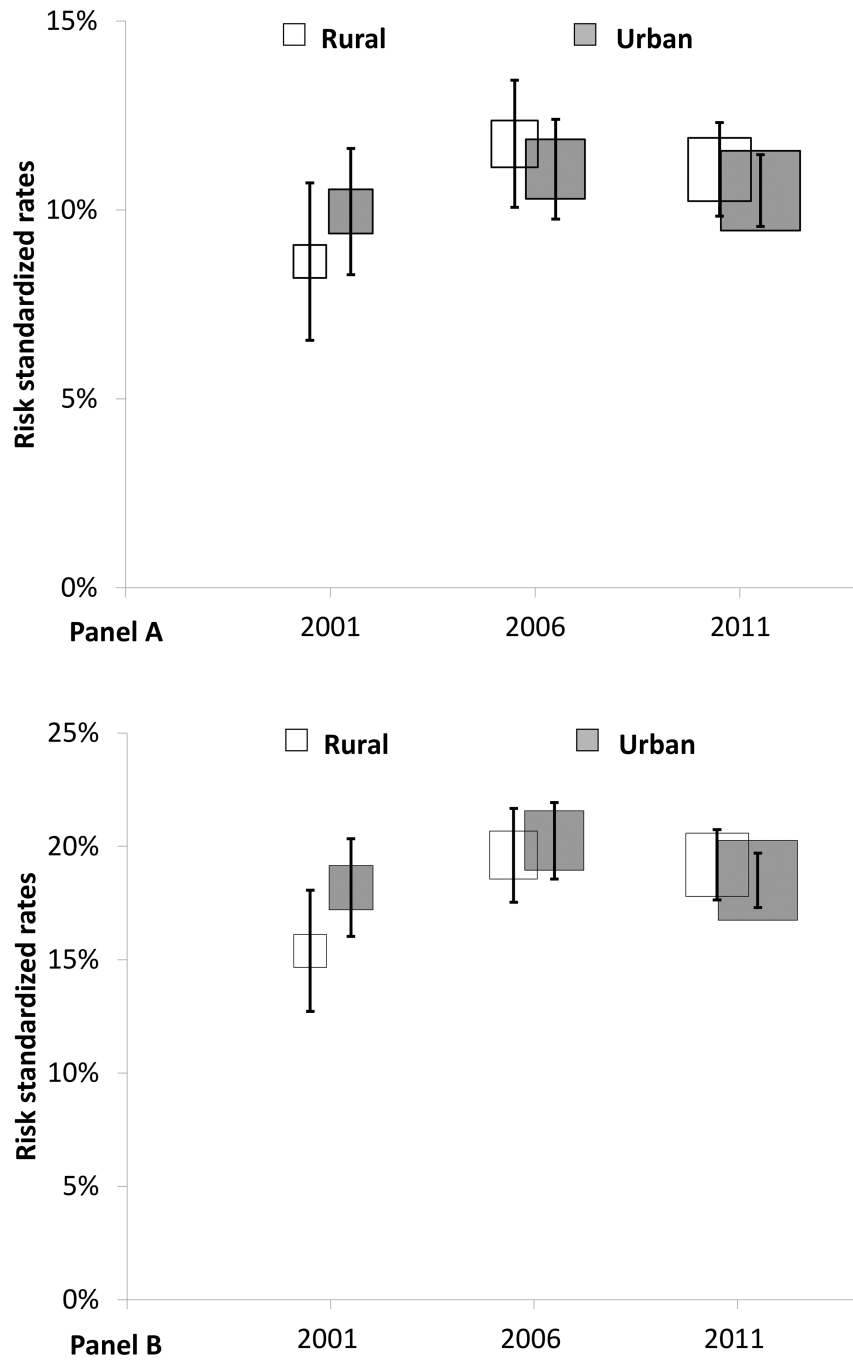 15%
Rural Urban
10%
Risk standardized rates
5%
0%
Panel A 2001 2006 2011
25%
Rural Urban
20%
15%
Risk standardized rates
10%
5%
0%
Panel B 2001 2006 2011